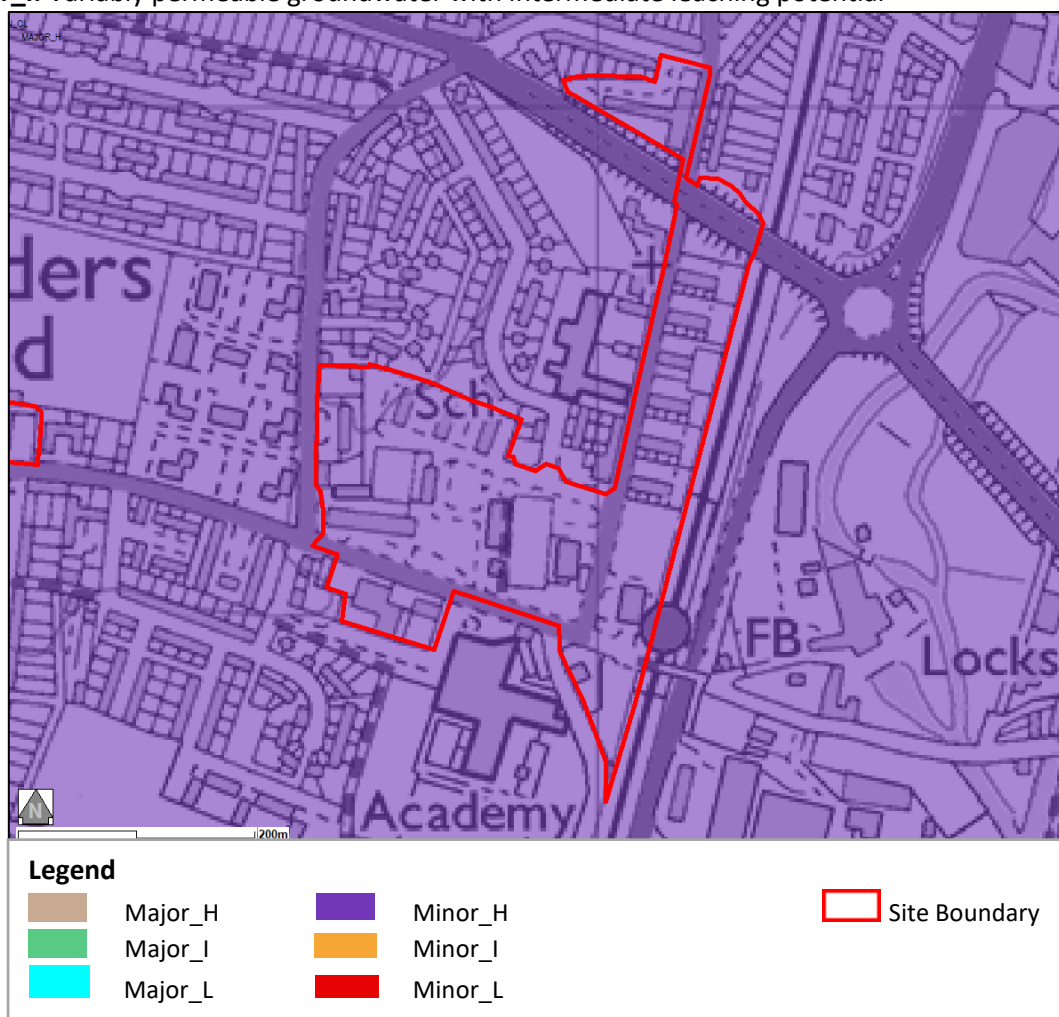 Variably permeable groundwater with intermediate leaching potential
MAJOR_H
ders
d
Sch
FB
Locks
Academy
N
200m
Legend
Major_H Minor_H Site Boundary
Major_I Minor_I
Major_L Minor_L